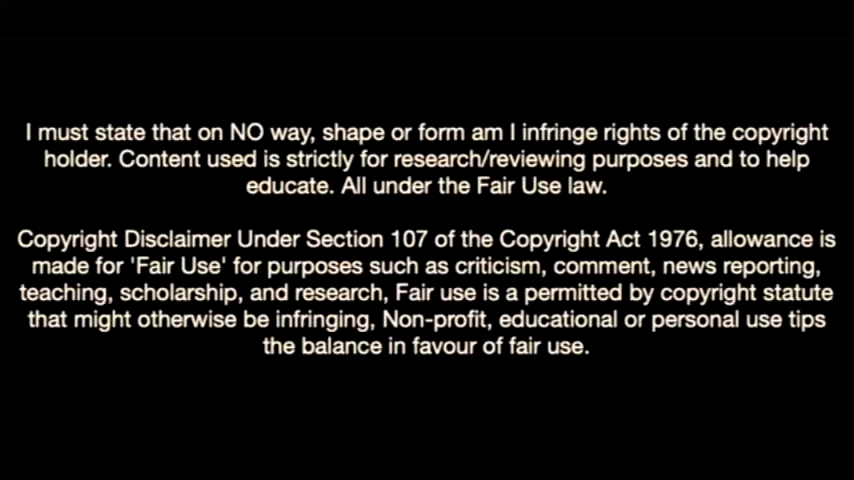 I must state that on NO way, shape or form am I infringe rights of the copyright
holder. Content used is strictly for research/reviewing purposes and to help
educate. All under the Fair Use law.
Copyright Disclaimer Under Section 107 of the Copyright Act 1976, allowance is
made for 'Fair Use' for purposes such as criticism, comment, news reporting,
teaching, scholarship, and research, Fair use is a permitted by copyright statute
that might otherwise be infringing, Non-profit, educational or personal use tips
the balance in favour of fair use.